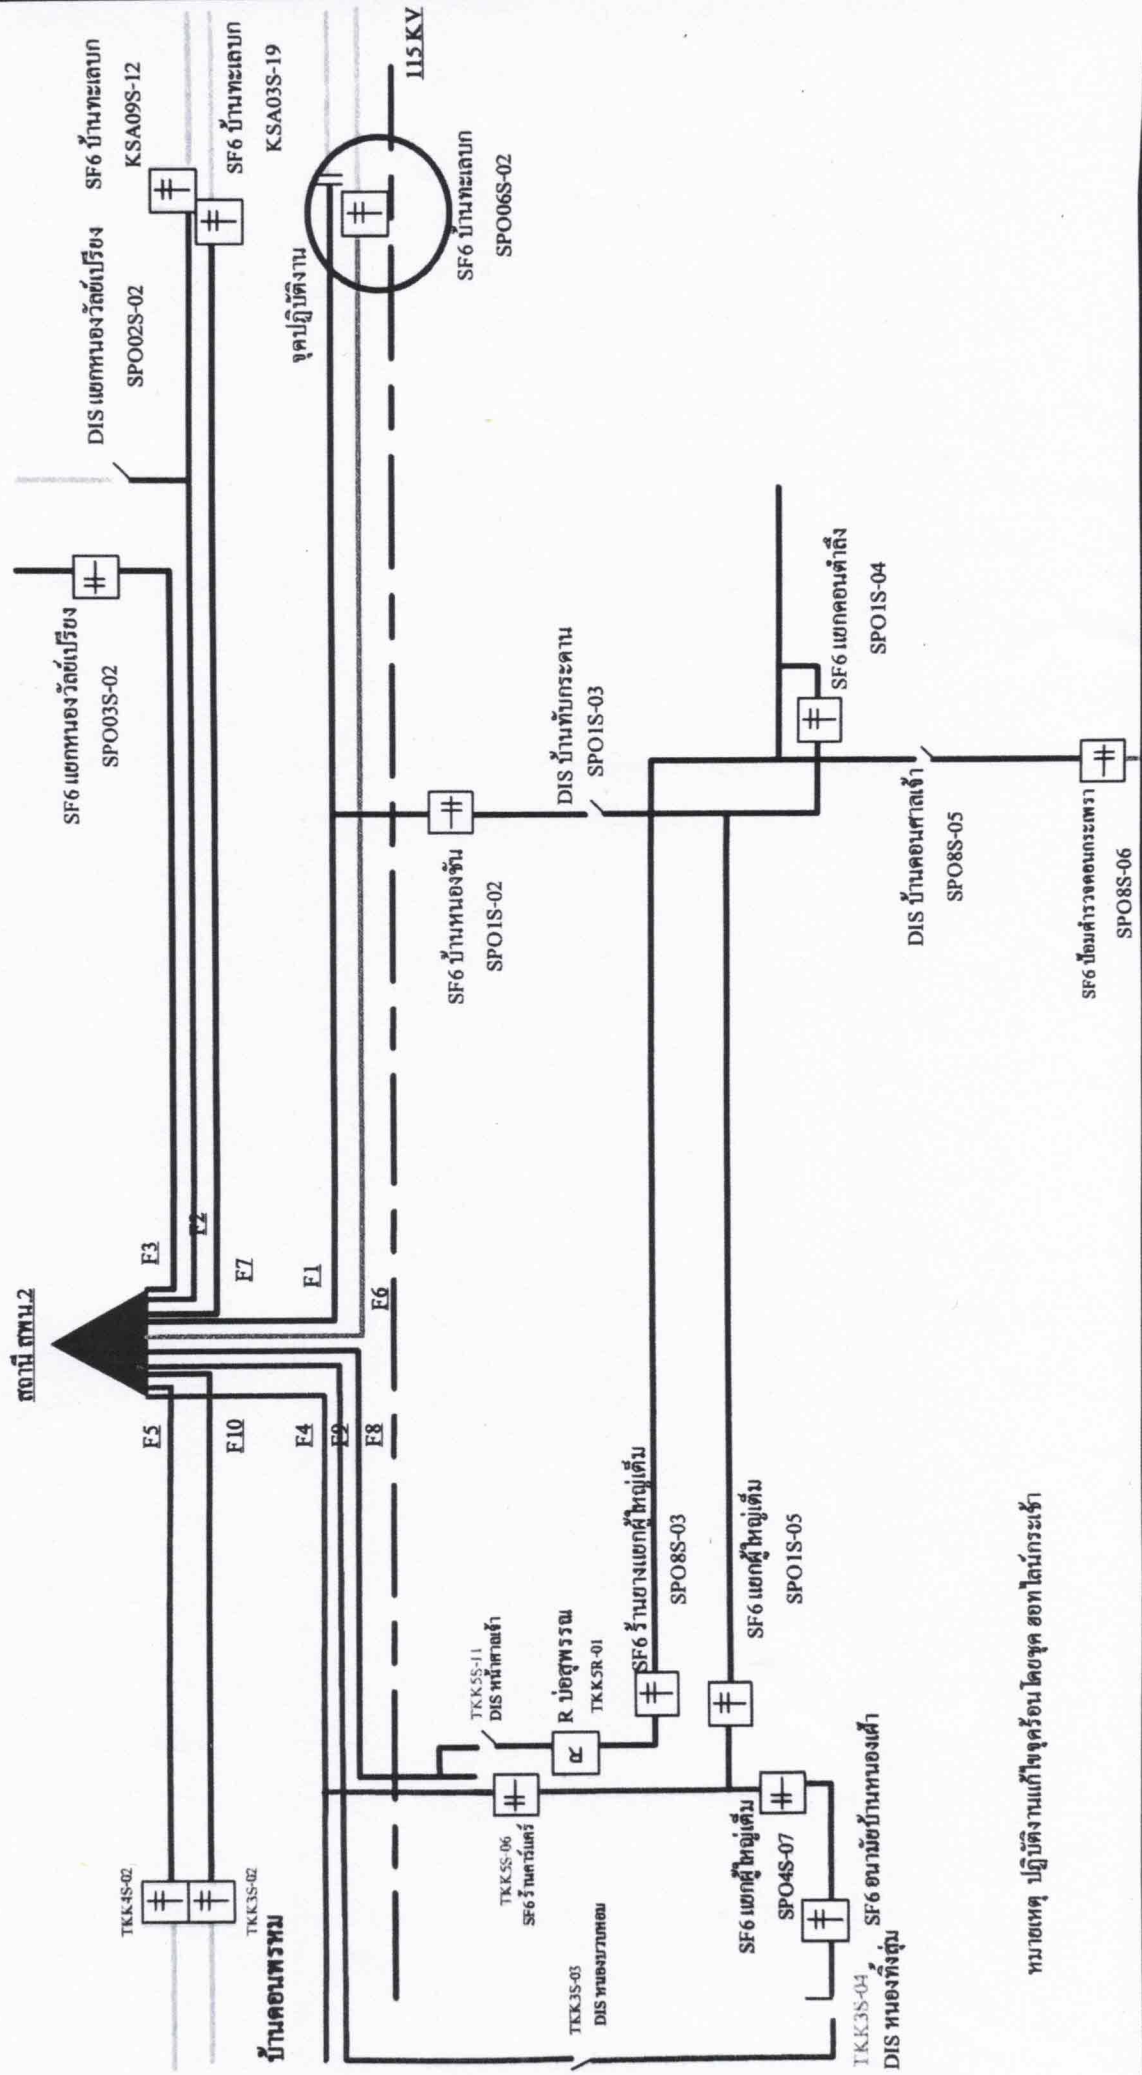 สถานี สพน.2
F3
F2
F7
F1
F6
F5
F10
F4
F9
F8
SF6 แยกหนองวัลย์เปรียง
SPO03S-02
DIS แยกหนองวัลย์เปรียง
SPO02S-02
SF6 บ้านทะเลบก
KSA09S-12
SF6 บ้านทะเลบก
KSA03S-19
จุดปฏิบัติงาน
115 KV
SF6 บ้านทะเลบก
SPO06S-02
SF6 บ้านหนองขัน
SPO1S-02
DIS บ้านทับกระดาน
SPO1S-03
SF6 แยกดอนตำลึง
SPO1S-04
DIS บ้านดอนศาลเจ้า
SPO8S-05
SF6 ป้อมตำรวจดอนกระเพรา
SPO8S-06
TKK4S-02
TKK3S-02
บ้านดอนพรหม
TKK5S-11
DIS หน้าศาลเจ้า
R บ่อสุพรรณ
TKK5R-01
R
SF6 ร้านยางแยกผู้ใหญ่เต็ม
SPO8S-03
SF6 แยกผู้ใหญ่เต็ม
SPO1S-05
TKK5S-06
SF6 ร้านคาร์แคร์
SF6 แยกผู้ใหญ่เต็ม
SPO4S-07
TKK3S-03
DIS หนองบวบหอม
SF6 อนามัยบ้านหนองเต่า
TKK3S-04
DIS หนองทิ้งสุ่ม
หมายเหตุ ปฏิบัติงานแก้ไขจุดร้อนโดยชุด ฮอทไลน์กระเช้า